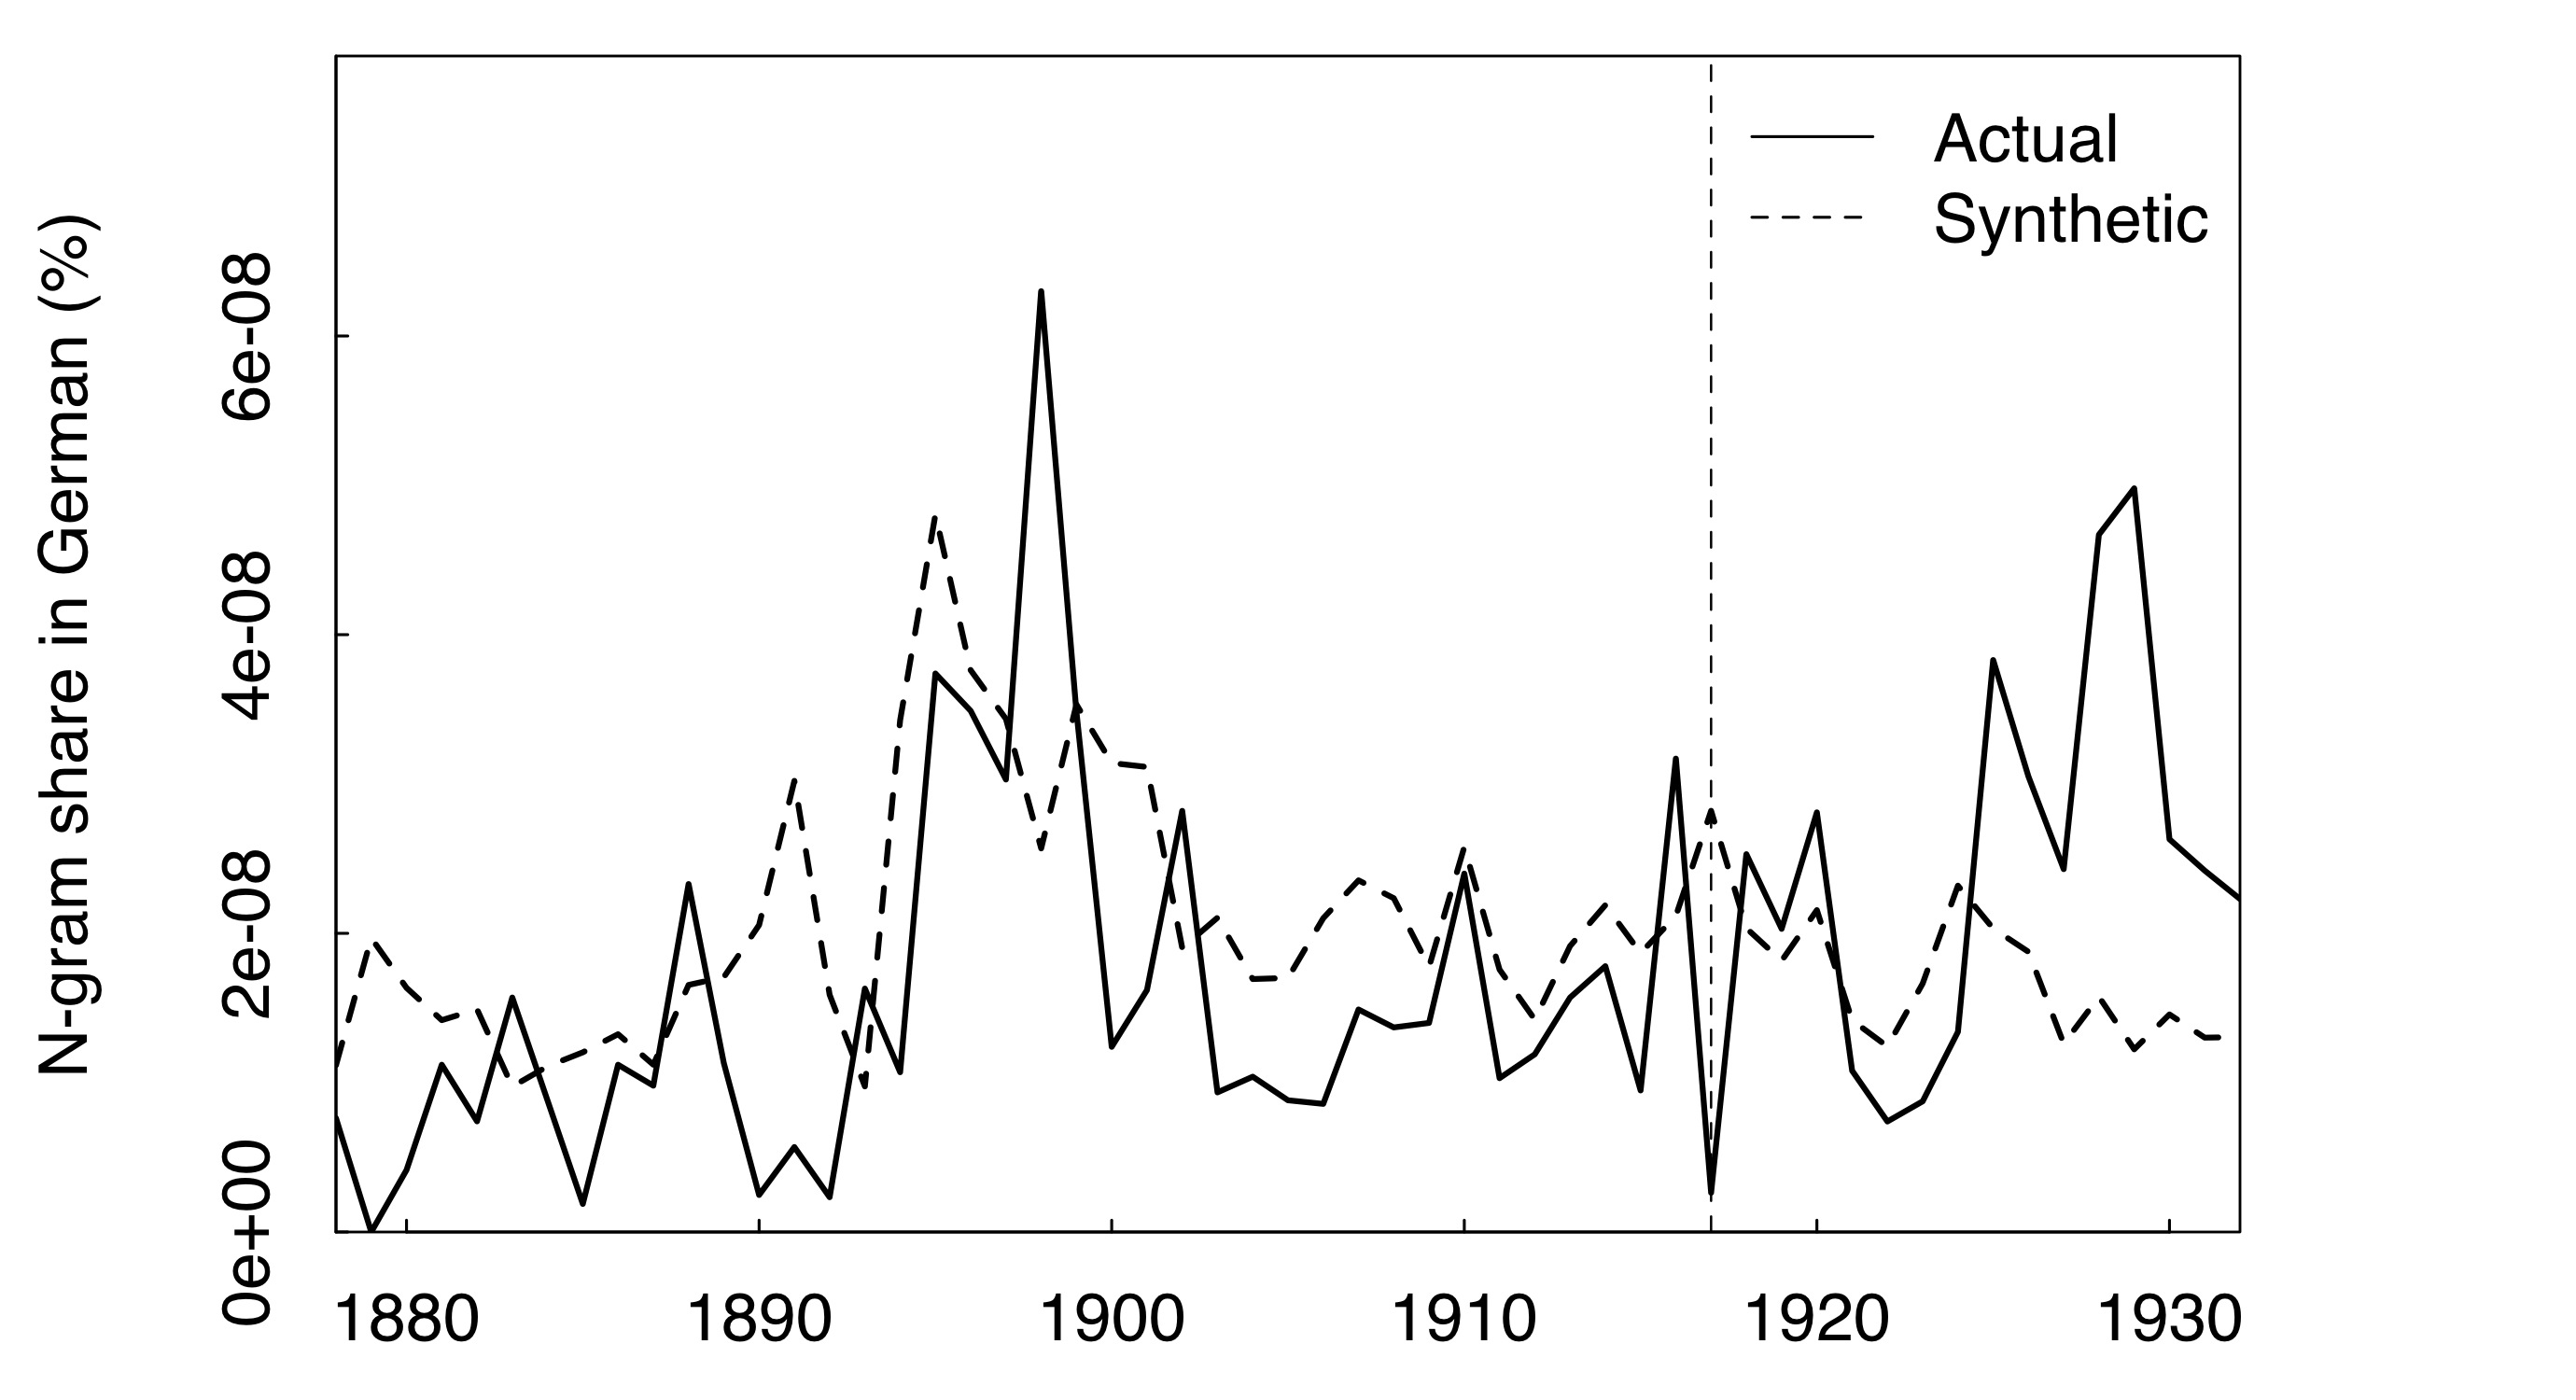 N-gram share in German (%)
6e-08
4e-08
2e-08
0e+00
Actual
Synthetic
1880 1890 1900 1910 1920 1930